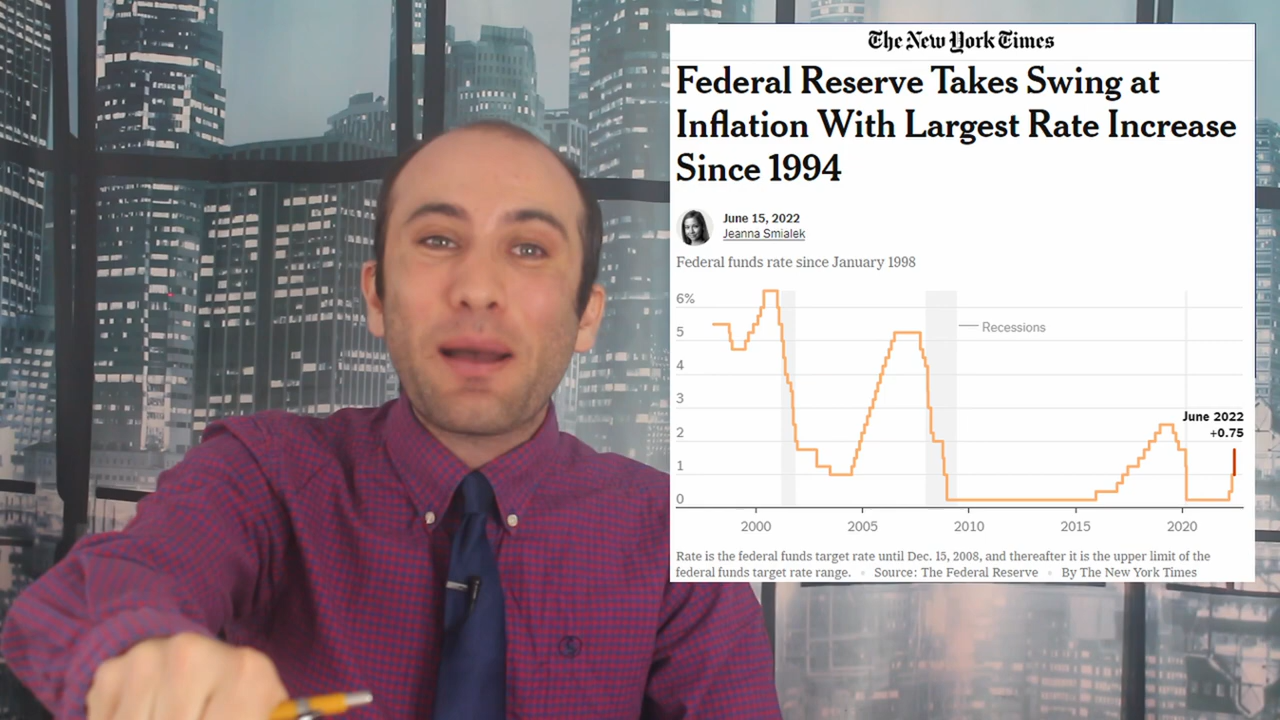 The New York Times
Federal Reserve Takes Swing at
Inflation With Largest Rate Increase
Since 1994
June 15, 2022
Jeanna Smialek
Federal funds rate since January 1998
6%
5
Recessions
4
3
June 2022
2
+0.75
1
0
2000 2005 2010 2015 2020
Rate is the federal funds target rate until Dec. 15, 2008, and thereafter it is the upper limit of the
federal funds target rate range. • Source: The Federal Reserve • By The New York Times